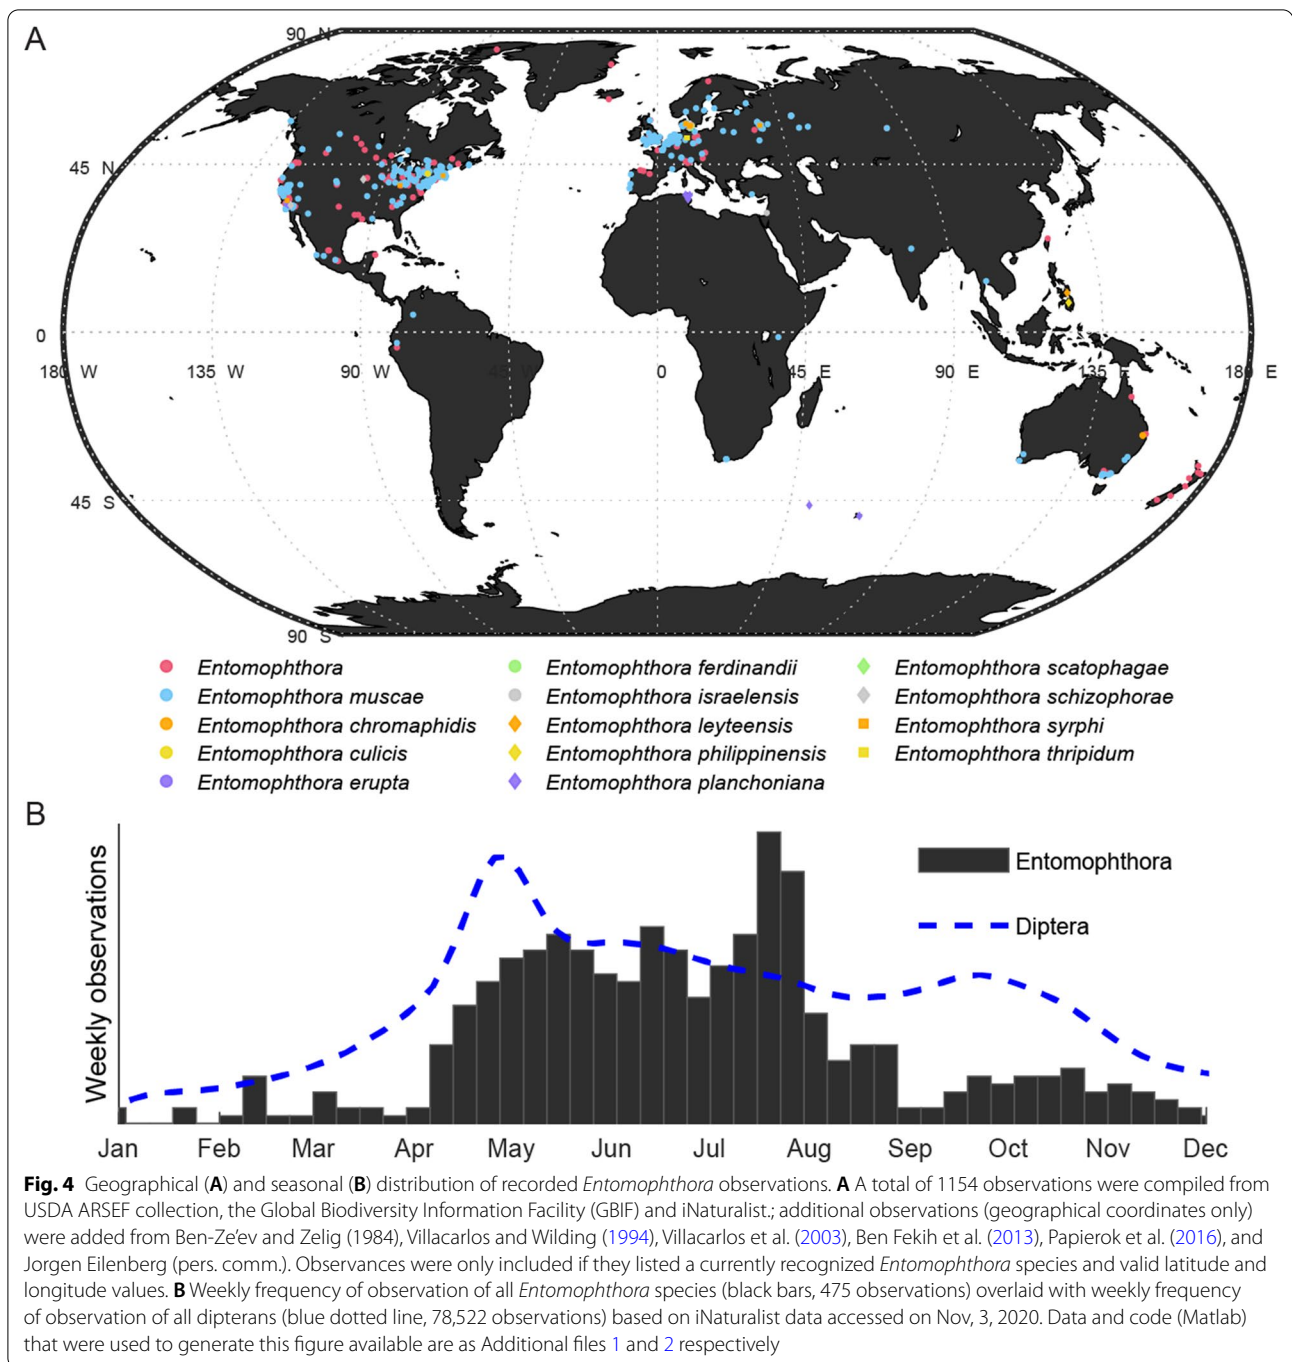 A
90 N
45 N
0
180 W 135 W 90 W 45 W 0 45 E 90 E 135 E 180 E
45 S
90 S
Entomophthora Entomophthora ferdinandii Entomophthora scatophagae
Entomophthora muscae Entomophthora israelensis Entomophthora schizophorae
Entomophthora chromaphidis Entomophthora leyteensis Entomophthora syrphi
Entomophthora culicis Entomophthora philippinensis Entomophthora thripidum
Entomophthora erupta Entomophthora planchoniana
B
Weekly observations
Entomophthora
Diptera
Jan Feb Mar Apr May Jun Jul Aug Sep Oct Nov Dec
Fig. 4 Geographical (A) and seasonal (B) distribution of recorded Entomophthora observations. A A total of 1154 observations were compiled from
USDA ARSEF collection, the Global Biodiversity Information Facility (GBIF) and iNaturalist.; additional observations (geographical coordinates only)
were added from Ben-Ze’ev and Zelig (1984), Villacarlos and Wilding (1994), Villacarlos et al. (2003), Ben Fekih et al. (2013), Papierok et al. (2016), and
Jorgen Eilenberg (pers. comm.). Observances were only included if they listed a currently recognized Entomophthora species and valid latitude and
longitude values. B Weekly frequency of observation of all Entomophthora species (black bars, 475 observations) overlaid with weekly frequency
of observation of all dipterans (blue dotted line, 78,522 observations) based on iNaturalist data accessed on Nov, 3, 2020. Data and code (Matlab)
that were used to generate this figure available are as Additional files 1 and 2 respectively